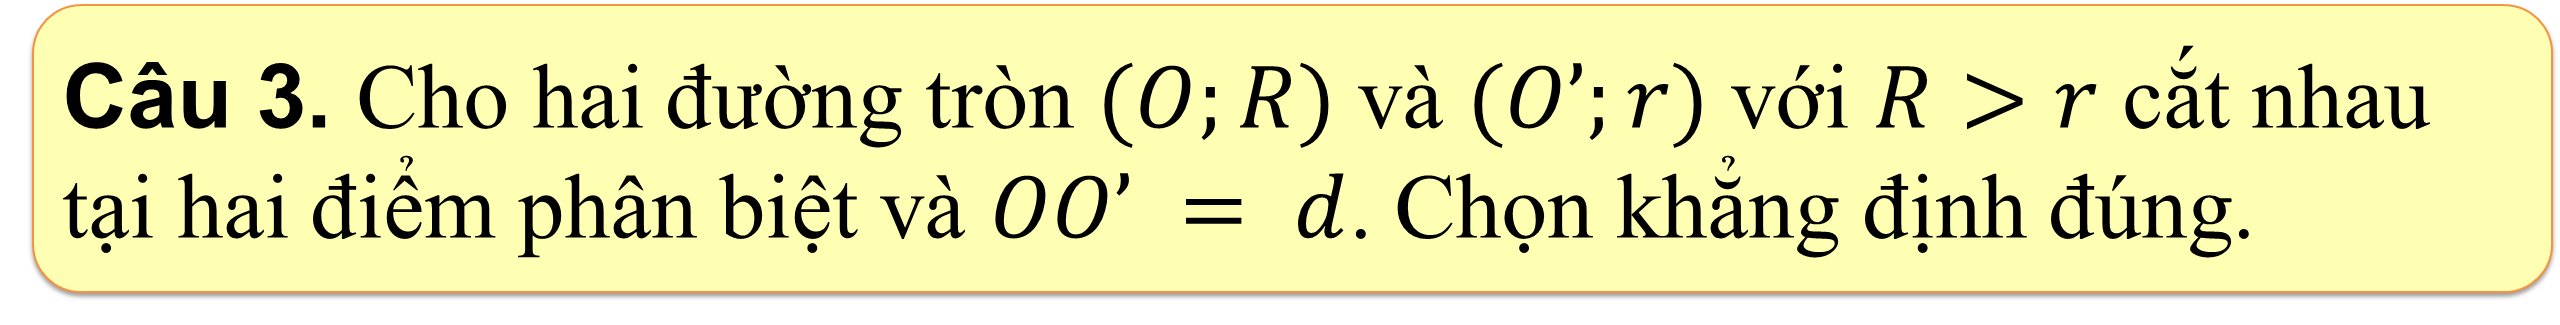 Câu 3. Cho hai đường tròn (O; R) và (O’; r) với R > r cắt nhau
tại hai điểm phân biệt và OO’ = d. Chọn khẳng định đúng.